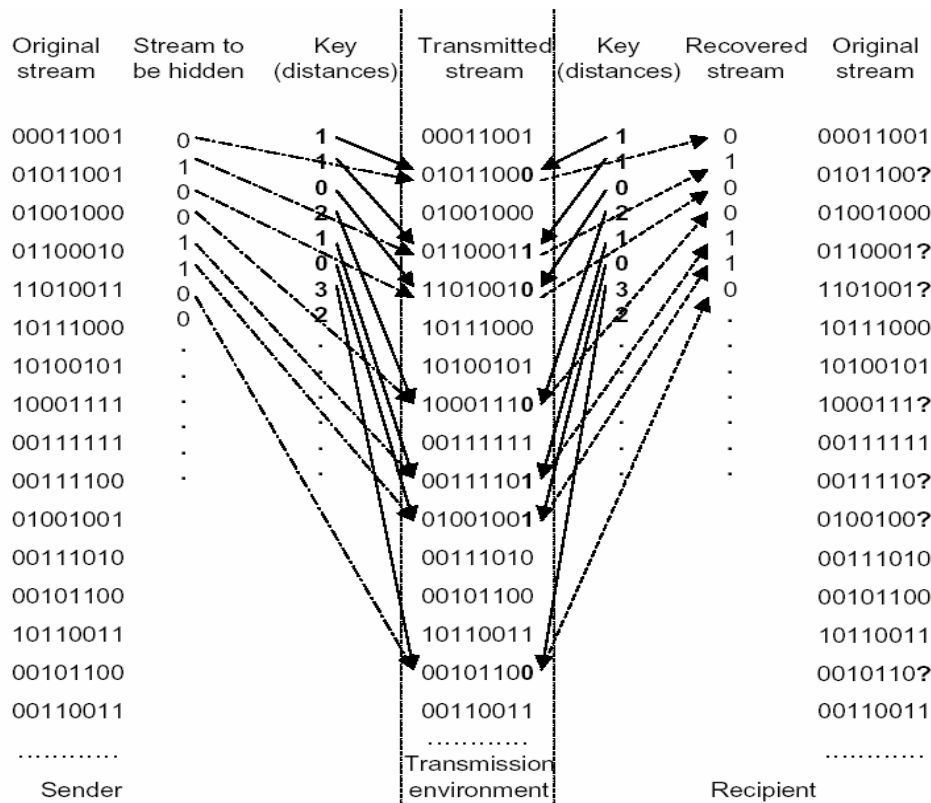 Original Stream to Key Transmitted Key Recovered Original
stream be hidden (distances) stream (distances) stream stream
00011001 0 1 00011001 1 0 00011001
01011001 1 1 01011000 1 1 0101100?
01001000 0 0 01001000 0 0 01001000
0 2 2 0
01100010 1 1 01100011 1 1 0110001?
1 0 0 1
11010011 0 3 11010010 3 0 1101001?
10111000 0 2 10111000 2 . 10111000
10100101 . . 10100101 . . 10100101
10001111 . . 10001110 . . 1000111?
00111111 . . 00111111 . . 00111111
00111100 . . 00111101 . . 0011110?
01001001 01001001 0100100?
00111010 00111010 00111010
00101100 00101100 00101100
10110011 10110011 10110011
00101100 00101100 0010110?
00110011 00110011 00110011
............ ............ ............
Sender Transmission environment Recipient